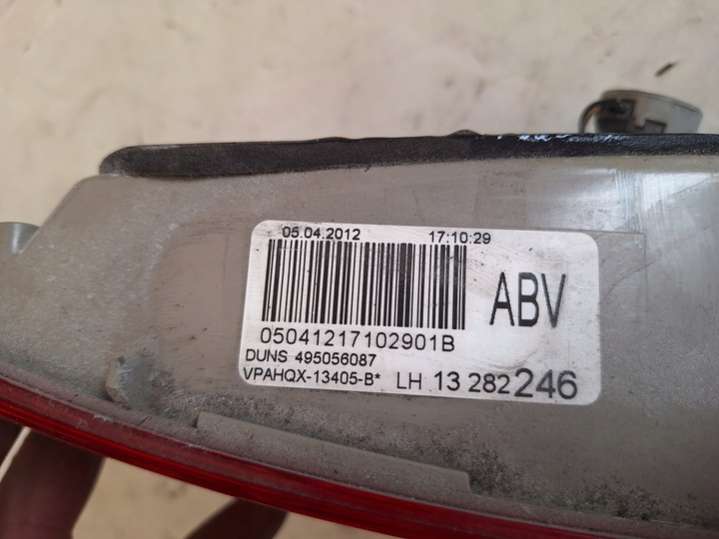 05.04.2012 17:10:29
ABV
05041217102901B
DUNS 495056087
VPAHQX-13405-B* LH 13 282 246